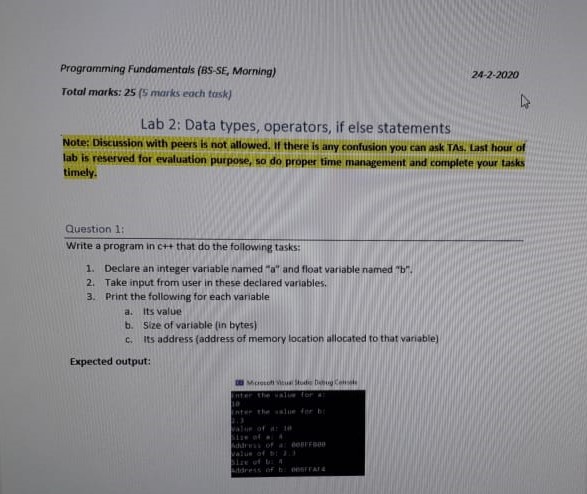 Programming Fundamentals (BS-SE, Morning)
24-2-2020
Total marks: 25 (5 marks each task)
Lab 2: Data types, operators, if else statements
Note: Discussion with peers is not allowed. If there is any confusion you can ask TAs. Last hour of
lab is reserved for evaluation purpose, so do proper time management and complete your tasks
timely.
Question 1:
Write a program in c++ that do the following tasks:
1. Declare an integer variable named "a" and float variable named "b".
2. Take input from user in these declared variables.
3. Print the following for each variable
a. Its value
b. Size of variable (in bytes)
c. Its address (address of memory location allocated to that variable)
Expected output:
Microsoft Visual Studio Debug Console
Enter the value for a:
10
Enter the value for b:
2.3
Value of a: 10
Size of a: 4
Address of a:
Value of b: 2.3
Size of b: 4
Address of b: